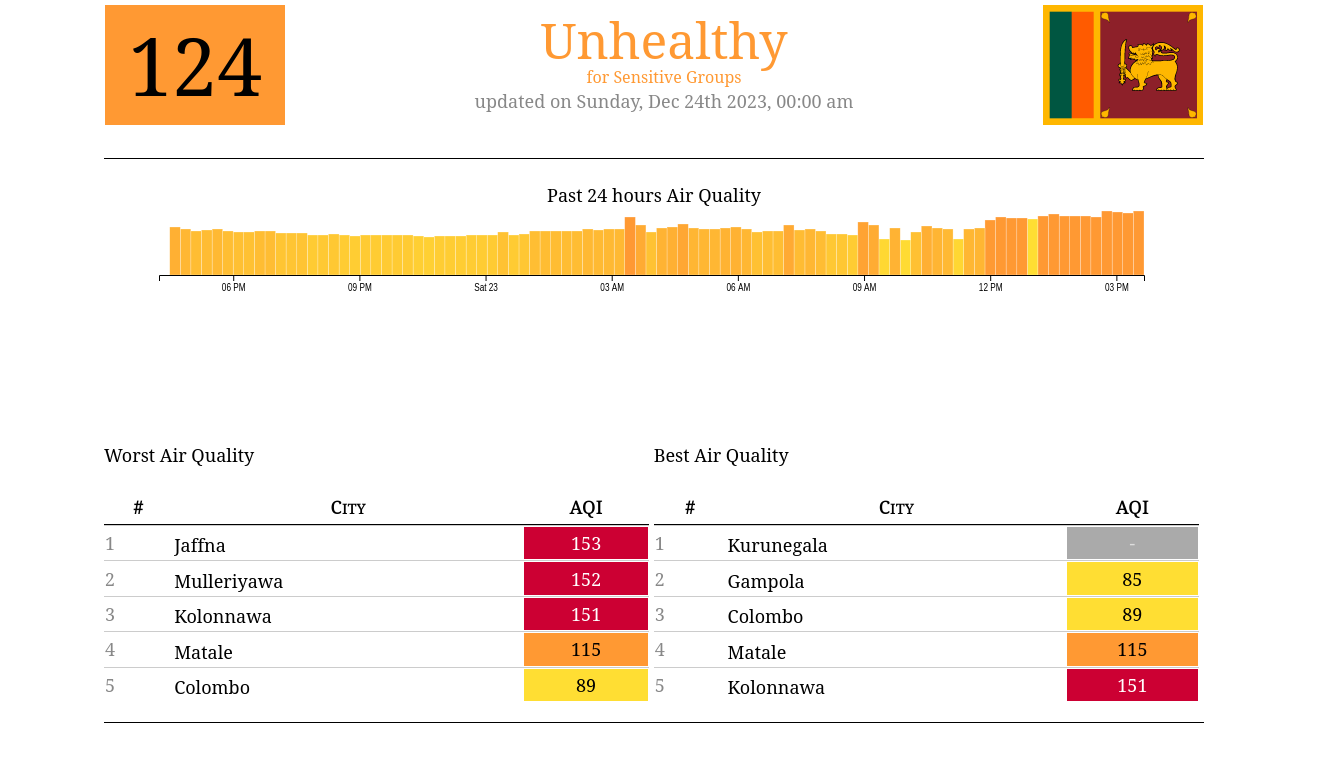 124
Unhealthy
for Sensitive Groups
updated on Sunday, Dec 24th 2023, 00:00 am
Past 24 hours Air Quality
06 PM 09 PM Sat 23 03 AM 06 AM 09 AM 12 PM 03 PM
Worst Air Quality
# City AQI
1 Jaffna 153
2 Mulleriyawa 152
3 Kolonnawa 151
4 Matale 115
5 Colombo 89
Best Air Quality
# City AQI
1 Kurunegala -
2 Gampola 85
3 Colombo 89
4 Matale 115
5 Kolonnawa 151